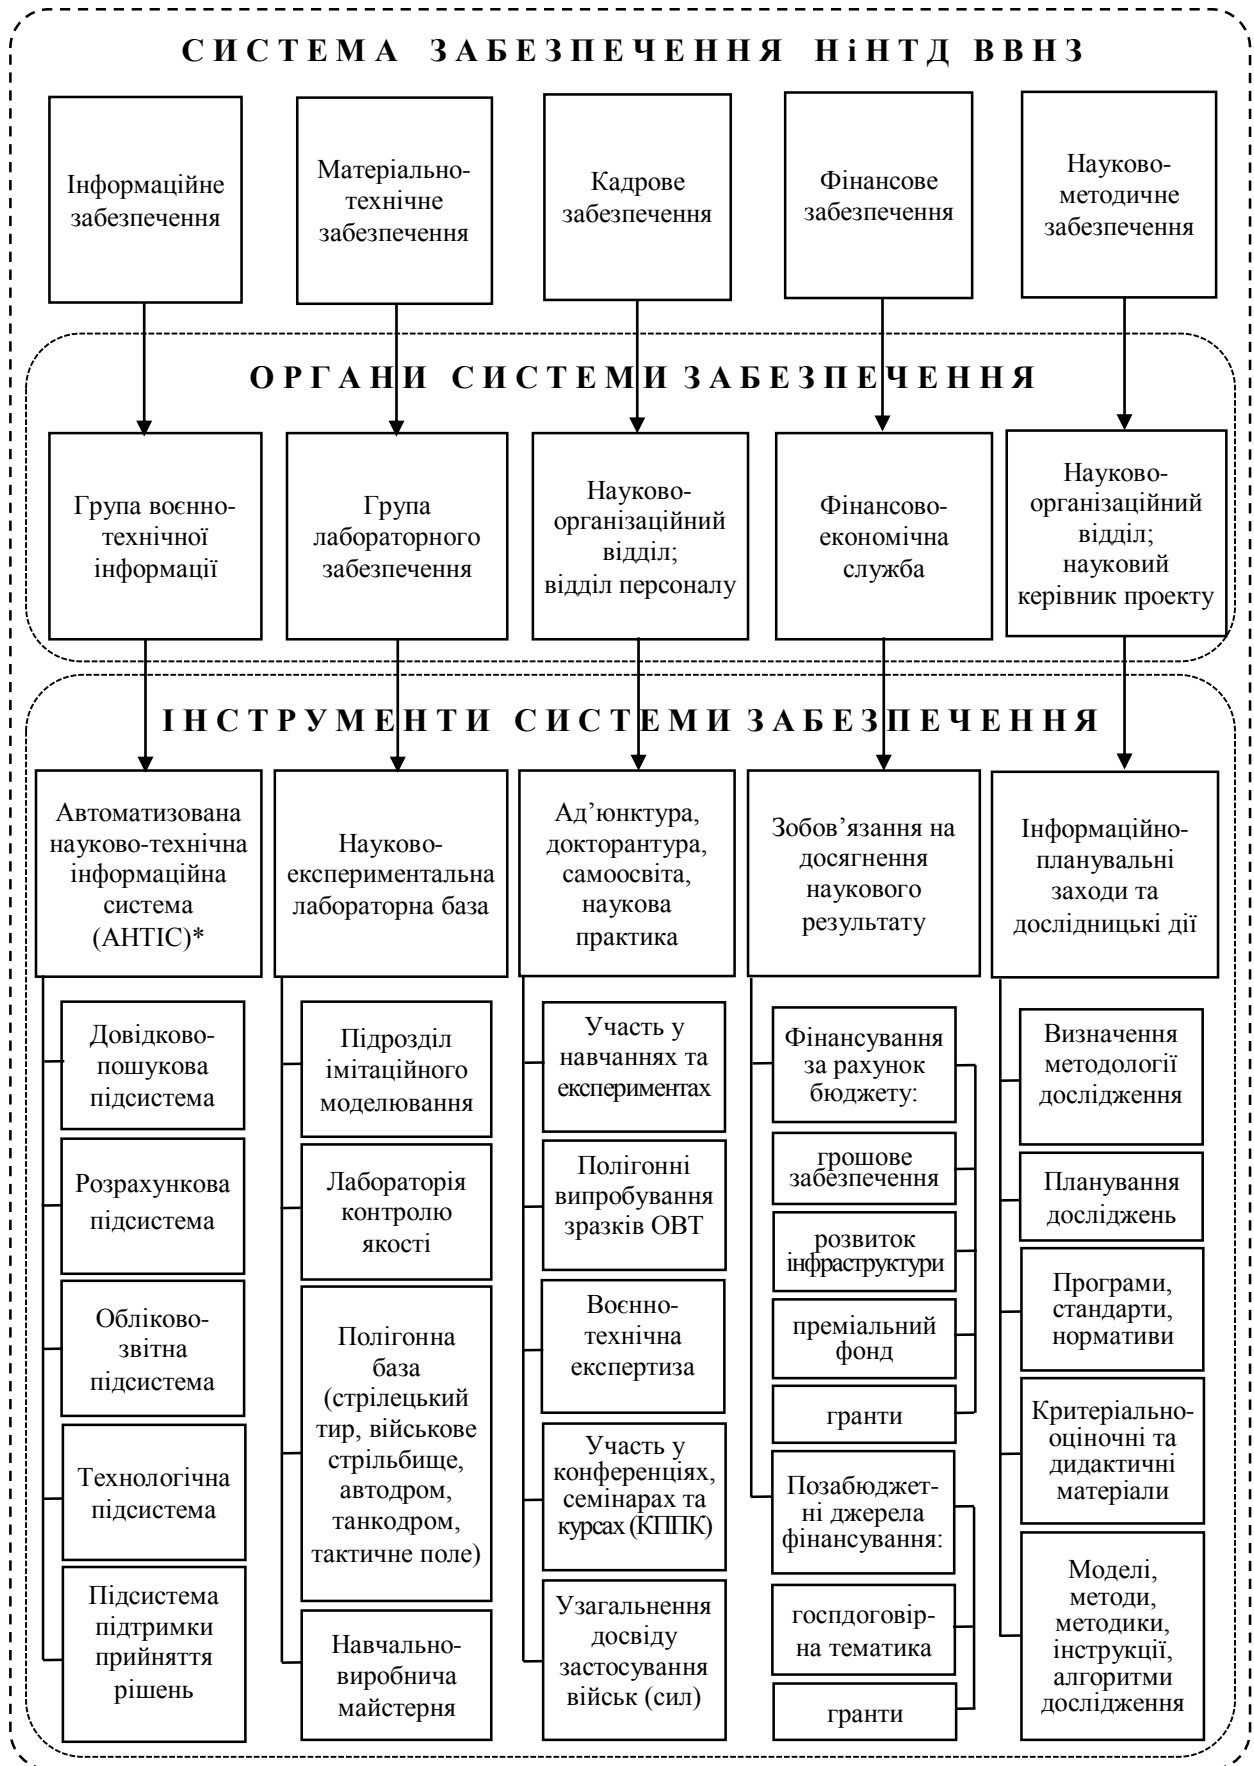 СИСТЕМА ЗАБЕЗПЕЧЕННЯ НіНТД ВВНЗ
Інформаційне
забезпечення
Матеріально-
технічне
забезпечення
Кадрове
забезпечення
Фінансове
забезпечення
Науково-
методичне
забезпечення
ОРГАНИ СИСТЕМИ ЗАБЕЗПЕЧЕННЯ
Група воєнно-
технічної
інформації
Група
лабораторного
забезпечення
Науково-
організаційний
відділ;
відділ персоналу
Фінансово-
економічна
служба
Науково-
організаційний
відділ;
науковий
керівник проекту
ІНСТРУМЕНТИ СИСТЕМИ ЗАБЕЗПЕЧЕННЯ
Автоматизована
науково-технічна
інформаційна
система
(АНТІС)*
Науково-
експериментальна
лабораторна база
Ад’юнктура,
докторантура,
самоосвіта,
наукова
практика
Зобов’язання на
досягнення
наукового
результату
Інформаційно-
планувальні
заходи та
дослідницькі дії
Довідково-
пошукова
підсистема
Розрахункова
підсистема
Обліково-
звітна
підсистема
Технологічна
підсистема
Підсистема
підтримки
прийняття
рішень
Підрозділ
імітаційного
моделювання
Лабораторія
контролю
якості
Полігонна
база
(стрілецький
тир, військове
стрільбище,
автодром,
танкодром,
тактичне поле)
Навчально-
виробнича
майстерня
Участь у
навчаннях та
експериментах
Полігонні
випробування
зразків ОВТ
Воєнно-
технічна
експертиза
Участь у
конференціях,
семінарах та
курсах (КППК)
Узагальнення
досвіду
застосування
військ (сил)
Фінансування
за рахунок
бюджету:
грошове
забезпечення
розвиток
інфраструктури
преміальний
фонд
гранти
Позабюджет-
ні джерела
фінансування:
госпдоговір-
на тематика
гранти
Визначення
методології
дослідження
Планування
досліджень
Програми,
стандарти,
нормативи
Критеріально-
оціночні та
дидактичні
матеріали
Моделі,
методи,
методики,
інструкції,
алгоритми
дослідження